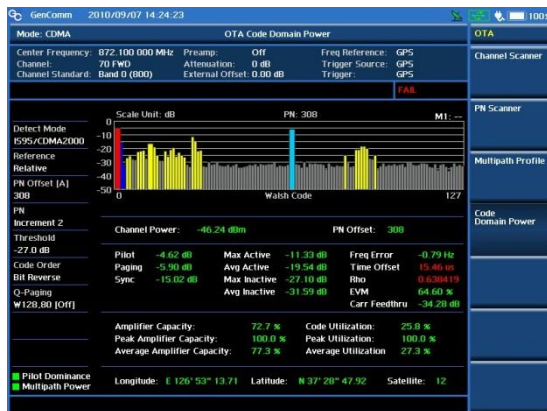 GenComm 2010/09/07 14:24:23
100
Mode: CDMA OTA Code Domain Power OTA
Center Frequency: 872.100 000 MHz Preamp: Off Freq Reference: GPS
Channel: 70 FWD Attenuation: 0 dB Trigger Source: GPS
Channel Standard: Band 0 (800) External Offset: 0.00 dB Trigger: GPS
FAIL
Channel Scanner
PN Scanner
Multipath Profile
Code
Domain Power
Scale Unit: dB PN: 308 M1: --
0
-10
-20
-30
-40
-50
0 Walsh Code 127
Detect Mode
IS95/CDMA2000
Reference
Relative
PN Offset [A]
308
PN
Increment 2
Threshold
-27.0 dB
Code Order
Bit Reverse
Q-Paging
W128,80 [Off]
Channel Power: -46.24 dBm PN Offset: 308
Pilot -4.62 dB Max Active -11.33 dB Freq Error -0.79 Hz
Paging -5.90 dB Avg Active -19.54 dB Time Offset 15.46 us
Sync -15.02 dB Max Inactive -27.10 dB Rho 0.638419
Avg Inactive -31.59 dB EVM 64.60 %
Carr Feedthru -34.28 dB
Amplifier Capacity: 72.7 % Code Utilization: 25.8 %
Peak Amplifier Capacity: 100.0 % Peak Utilization: 100.0 %
Average Amplifier Capacity: 77.3 % Average Utilization 27.3 %
Pilot Dominance
Multipath Power
Longitude: E 126' 53" 13.71 Latitude: N 37' 28" 47.92 Satellite: 12